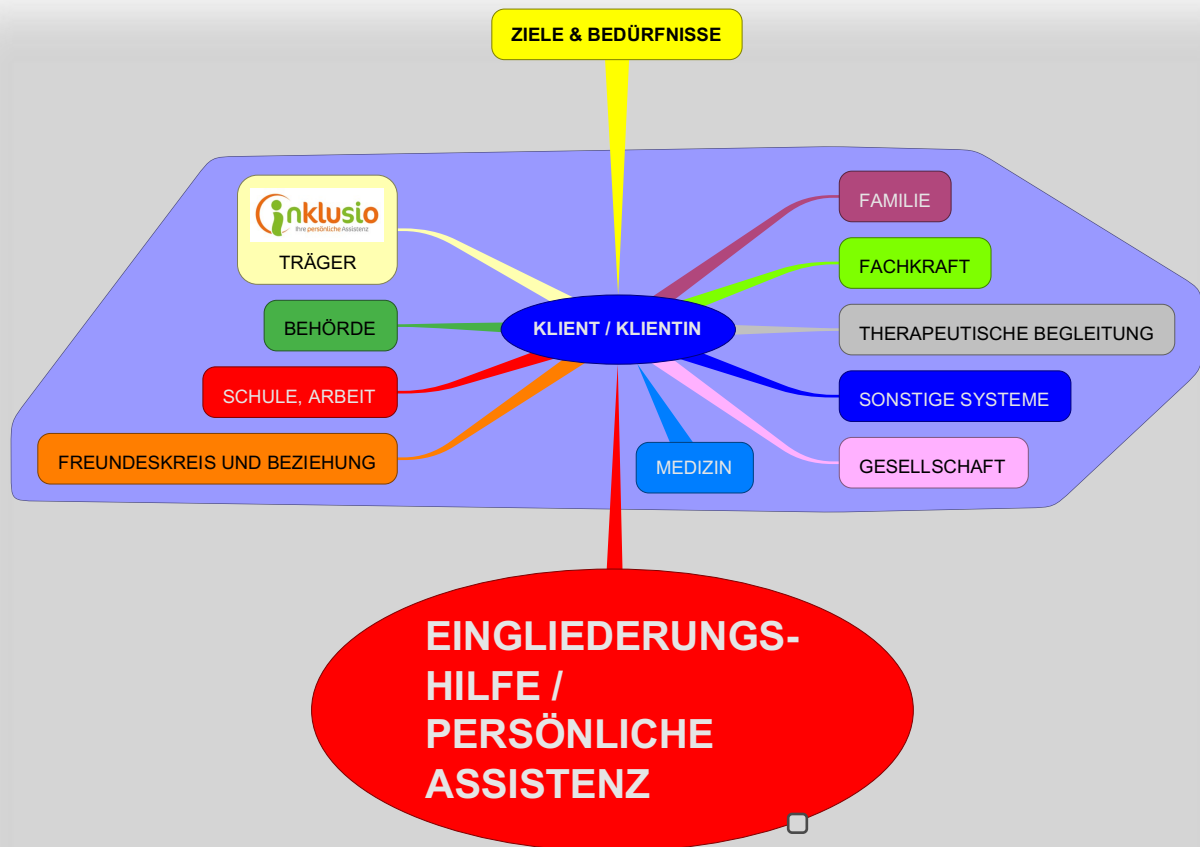 ZIELE & BEDÜRFNISSE
inklusio
Ihre persönliche Assistenz
TRÄGER
BEHÖRDE
SCHULE, ARBEIT
FREUNDESKREIS UND BEZIEHUNG
KLIENT / KLIENTIN
MEDIZIN
FAMILIE
FACHKRAFT
THERAPEUTISCHE BEGLEITUNG
SONSTIGE SYSTEME
GESELLSCHAFT
EINGLIEDERUNGS-
HILFE /
PERSÖNLICHE
ASSISTENZ